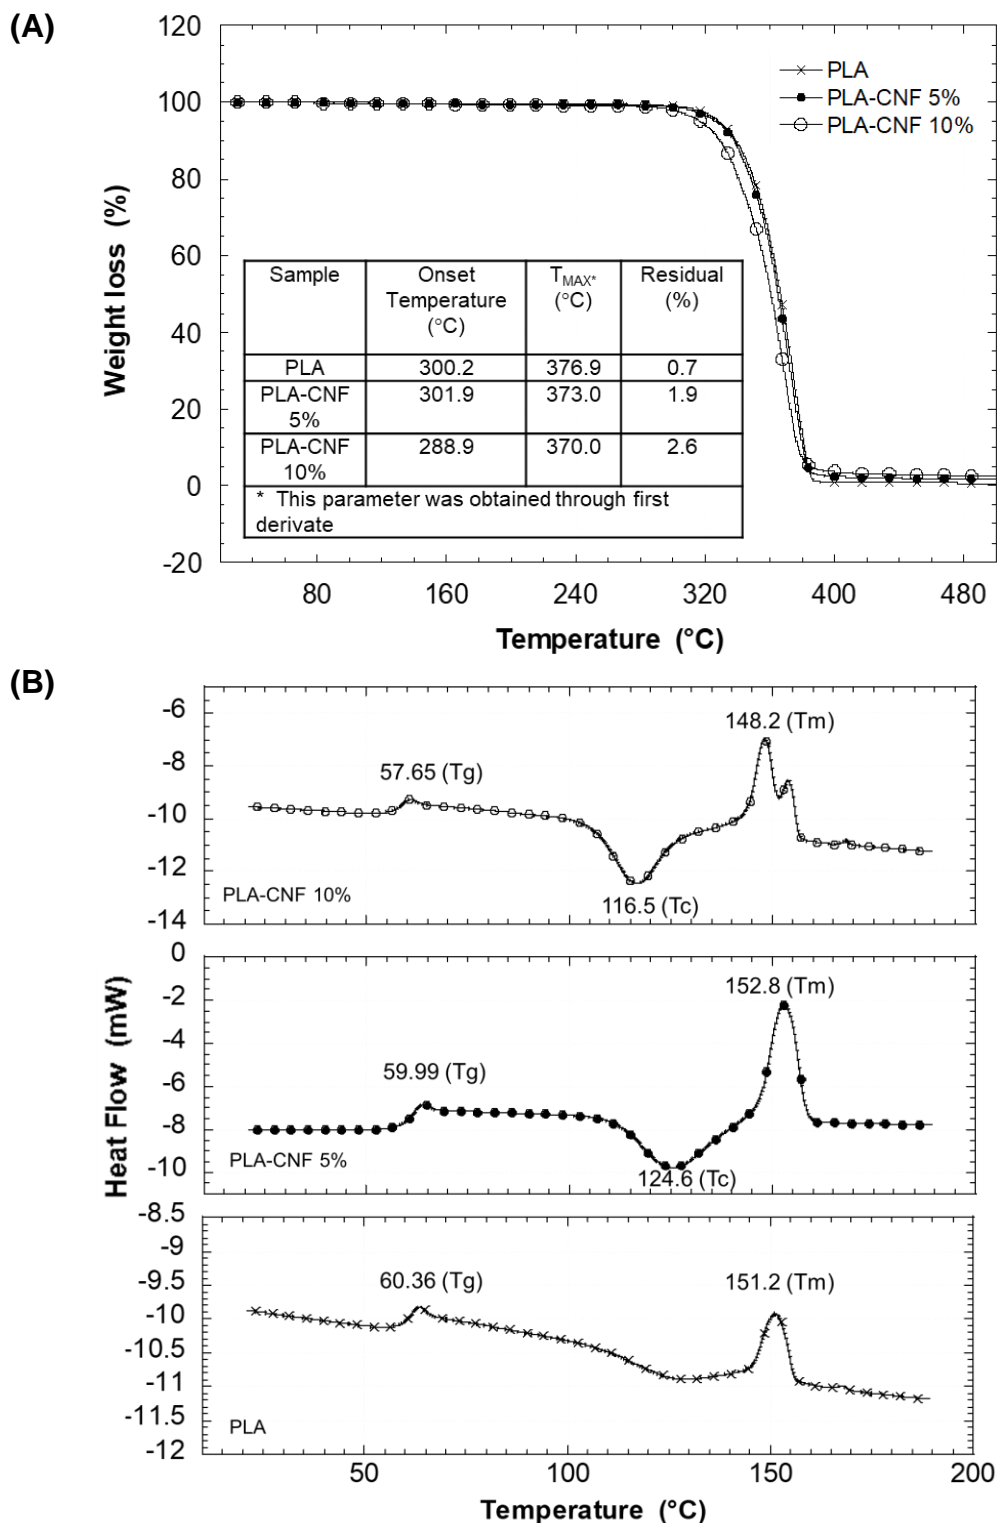 (A)
120
100
80
60
40
20
0
-20
Weight loss (%)
PLA
PLA-CNF 5%
PLA-CNF 10%
Sample Onset Temperature (°C) TMAX* (°C) Residual (%)
PLA 300.2 376.9 0.7
PLA-CNF 5% 301.9 373.0 1.9
PLA-CNF 10% 288.9 370.0 2.6
* This parameter was obtained through first
derivate
80 160 240 320 400 480
Temperature (°C)
(B)
-6
-8
-10
-12
-14
148.2 (Tm)
57.65 (Tg)
116.5 (Tc)
PLA-CNF 10%
0
-2
-4
-6
-8
-10
152.8 (Tm)
59.99 (Tg)
124.6 (Tc)
PLA-CNF 5%
Heat Flow (mW)
-8.5
-9
-9.5
-10
-10.5
-11
-11.5
-12
60.36 (Tg)
151.2 (Tm)
PLA
50 100 150 200
Temperature (°C)